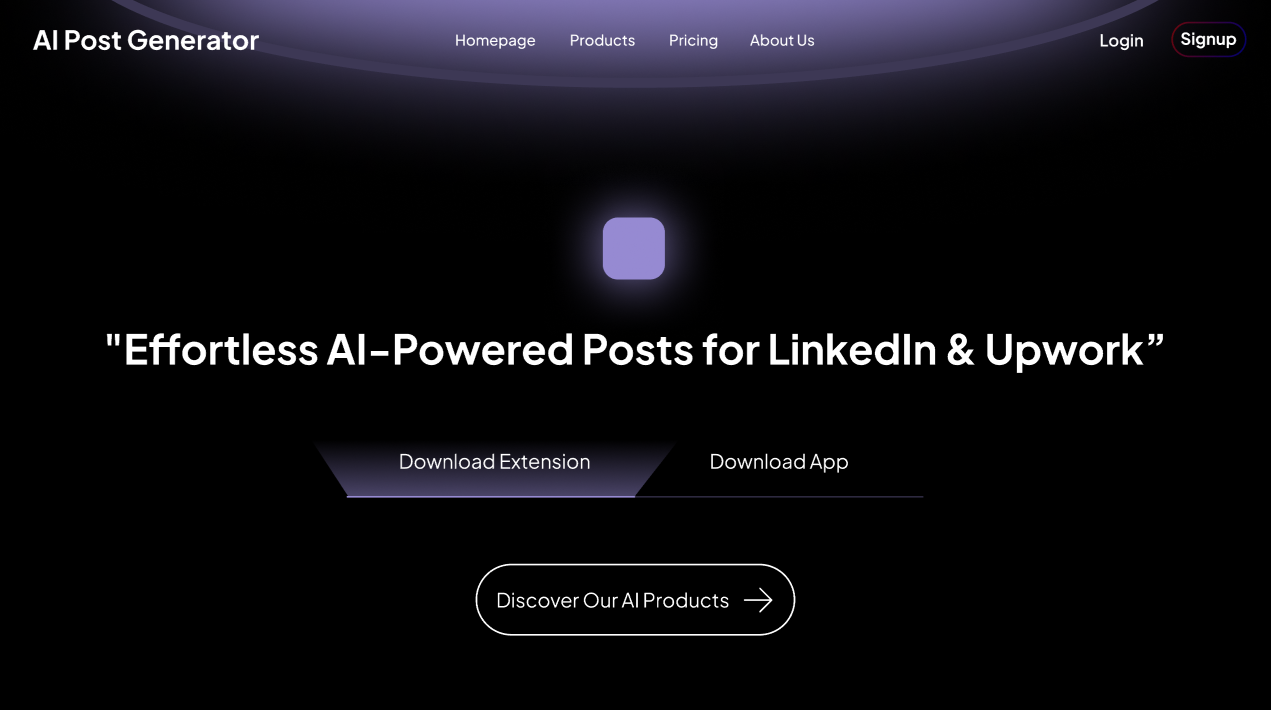 AI Post Generator
Homepage Products Pricing About Us
Login Signup
"Effortless AI-Powered Posts for LinkedIn & Upwork”
Download Extension Download App
Discover Our AI Products